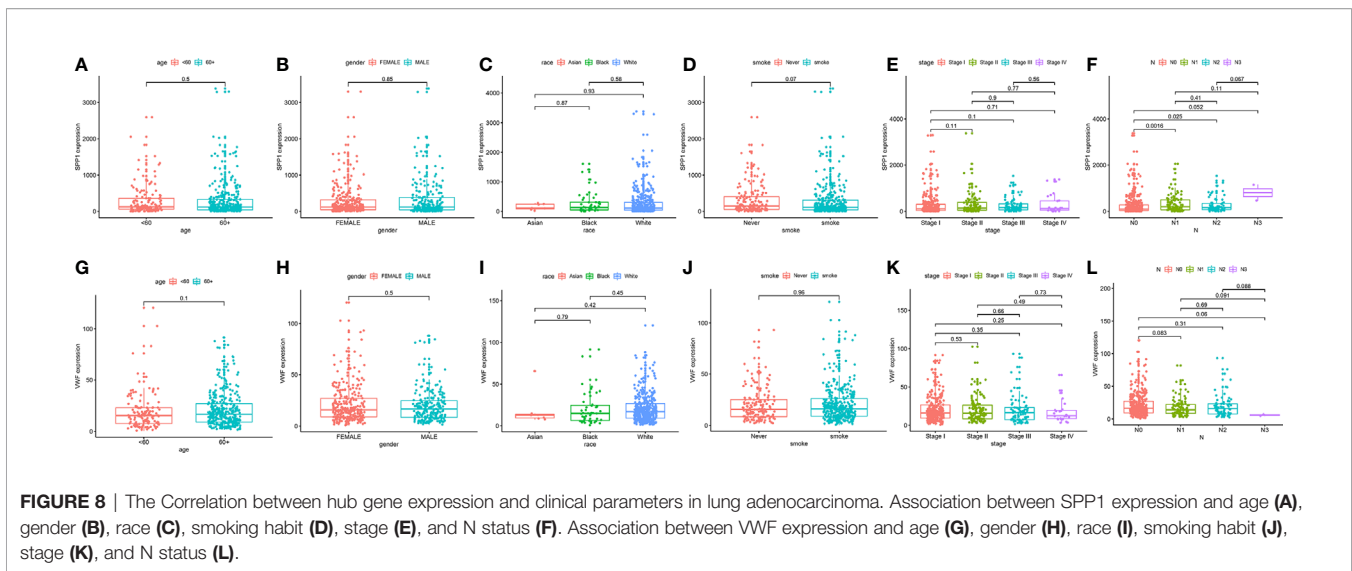 A
age <60 60+
0.5
3000
2000
1000
0
SPP1 expression
<60 60+
age
B
gender FEMALE MALE
0.85
3000
2000
1000
0
SPP1 expression
FEMALE MALE
gender
C
race Asian Black White
0.58
0.93
0.87
4000
3000
2000
1000
0
SPP1 expression
Asian Black White
race
D
smoke Never smoke
0.07
3000
2000
1000
0
SPP1 expression
Never smoke
smoke
E
stage Stage I Stage II Stage III Stage IV
0.56
0.77
0.9
0.71
0.1
0.11
4000
2000
0
SPP1 expression
Stage I Stage II Stage III Stage IV
stage
F
N N0 N1 N2 N3
0.067
0.11
0.41
0.052
0.025
0.0016
4000
2000
0
SPP1 expression
N0 N1 N2 N3
N
G
age <60 60+
0.1
100
50
0
VWF expression
<60 60+
age
H
gender FEMALE MALE
0.5
100
50
0
VWF expression
FEMALE MALE
gender
I
race Asian Black White
0.45
0.42
0.79
150
100
50
0
VWF expression
Asian Black White
race
J
smoke Never smoke
0.96
150
100
50
0
VWF expression
Never smoke
smoke
K
stage Stage I Stage II Stage III Stage IV
0.73
0.49
0.66
0.25
0.35
0.53
200
150
100
50
0
VWF expression
Stage I Stage II Stage III Stage IV
stage
L
N N0 N1 N2 N3
0.088
0.091
0.69
0.06
0.31
0.083
200
150
100
50
0
VWF expression
N0 N1 N2 N3
N
FIGURE 8 | The Correlation between hub gene expression and clinical parameters in lung adenocarcinoma. Association between SPP1 expression and age (A),
gender (B), race (C), smoking habit (D), stage (E), and N status (F). Association between VWF expression and age (G), gender (H), race (I), smoking habit (J),
stage (K), and N status (L).